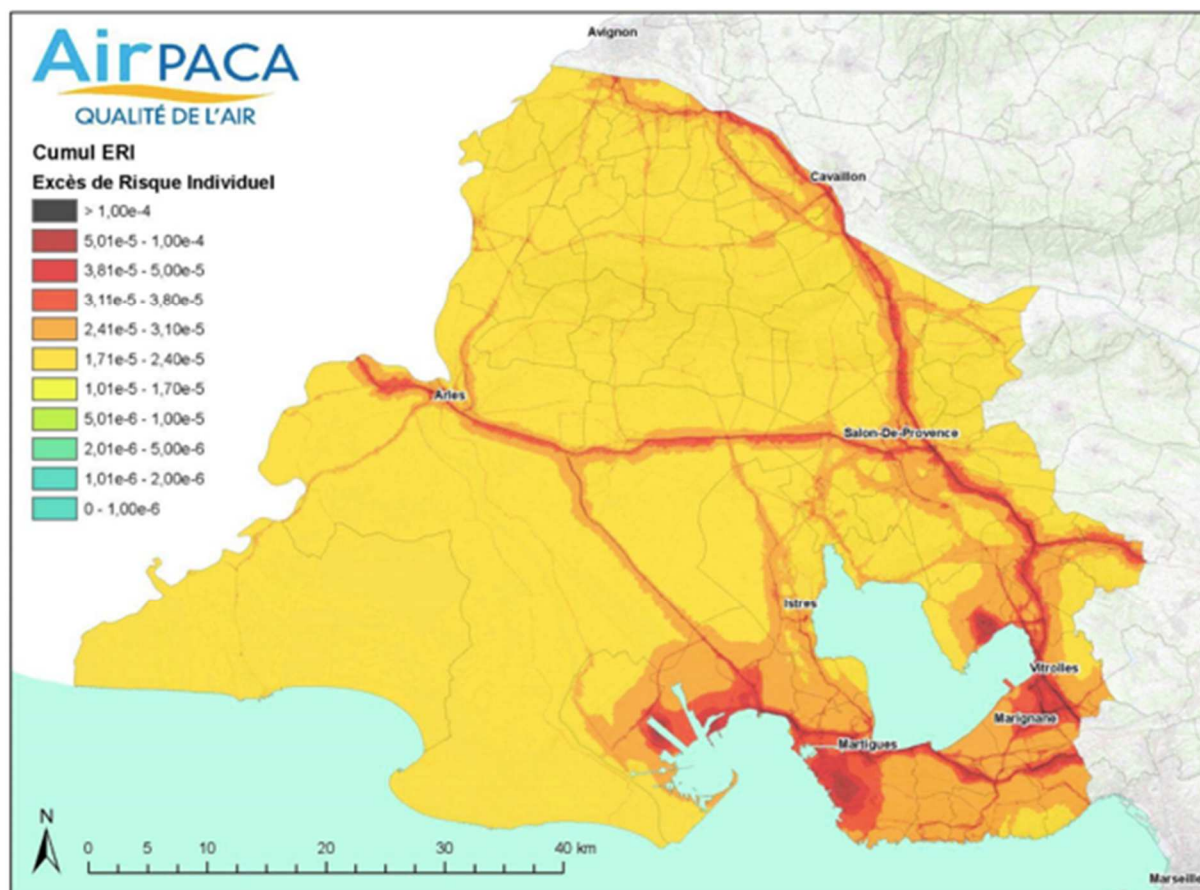 AirPACA
QUALITÉ DE L'AIR
Cumul ERI
Excès de Risque Individuel
> 1,00e-4
5,01e-5 - 1,00e-4
3,81e-5 - 5,00e-5
3,11e-5 - 3,80e-5
2,41e-5 - 3,10e-5
1,71e-5 - 2,40e-5
1,01e-5 - 1,70e-5
5,01e-6 - 1,00e-5
2,01e-6 - 5,00e-6
1,01e-6 - 2,00e-6
0 - 1,00e-6
Avignon
Cavaillon
Arles
Salon-De-Provence
Istres
Vitrolles
Marignane
Martigues
Marseille
N
0 5 10 20 30 40 km